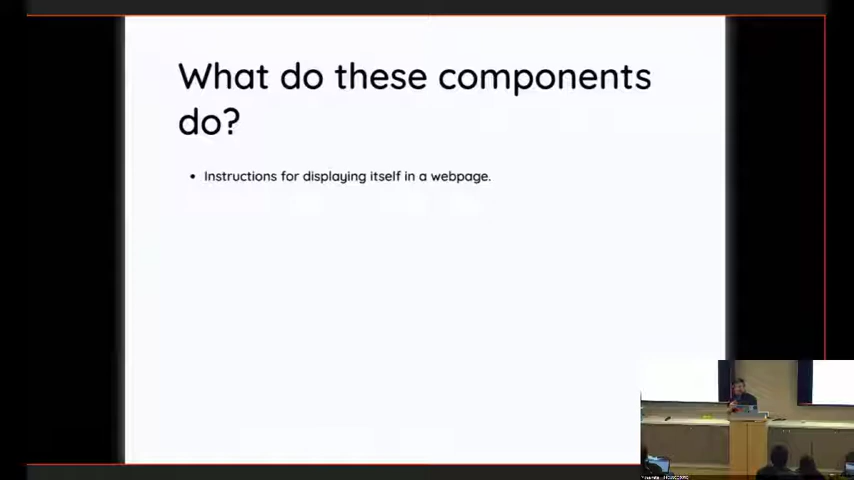 What do these components
do?
• Instructions for displaying itself in a webpage.